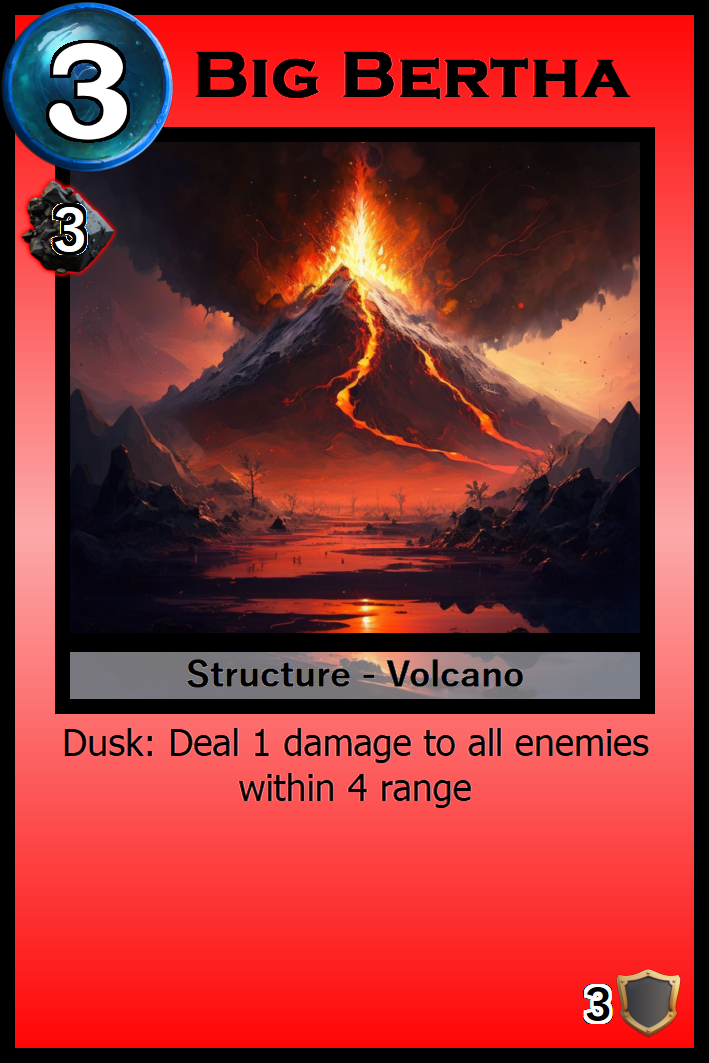 3
Big Bertha
3
Structure - Volcano
Dusk: Deal 1 damage to all enemies
within 4 range
3